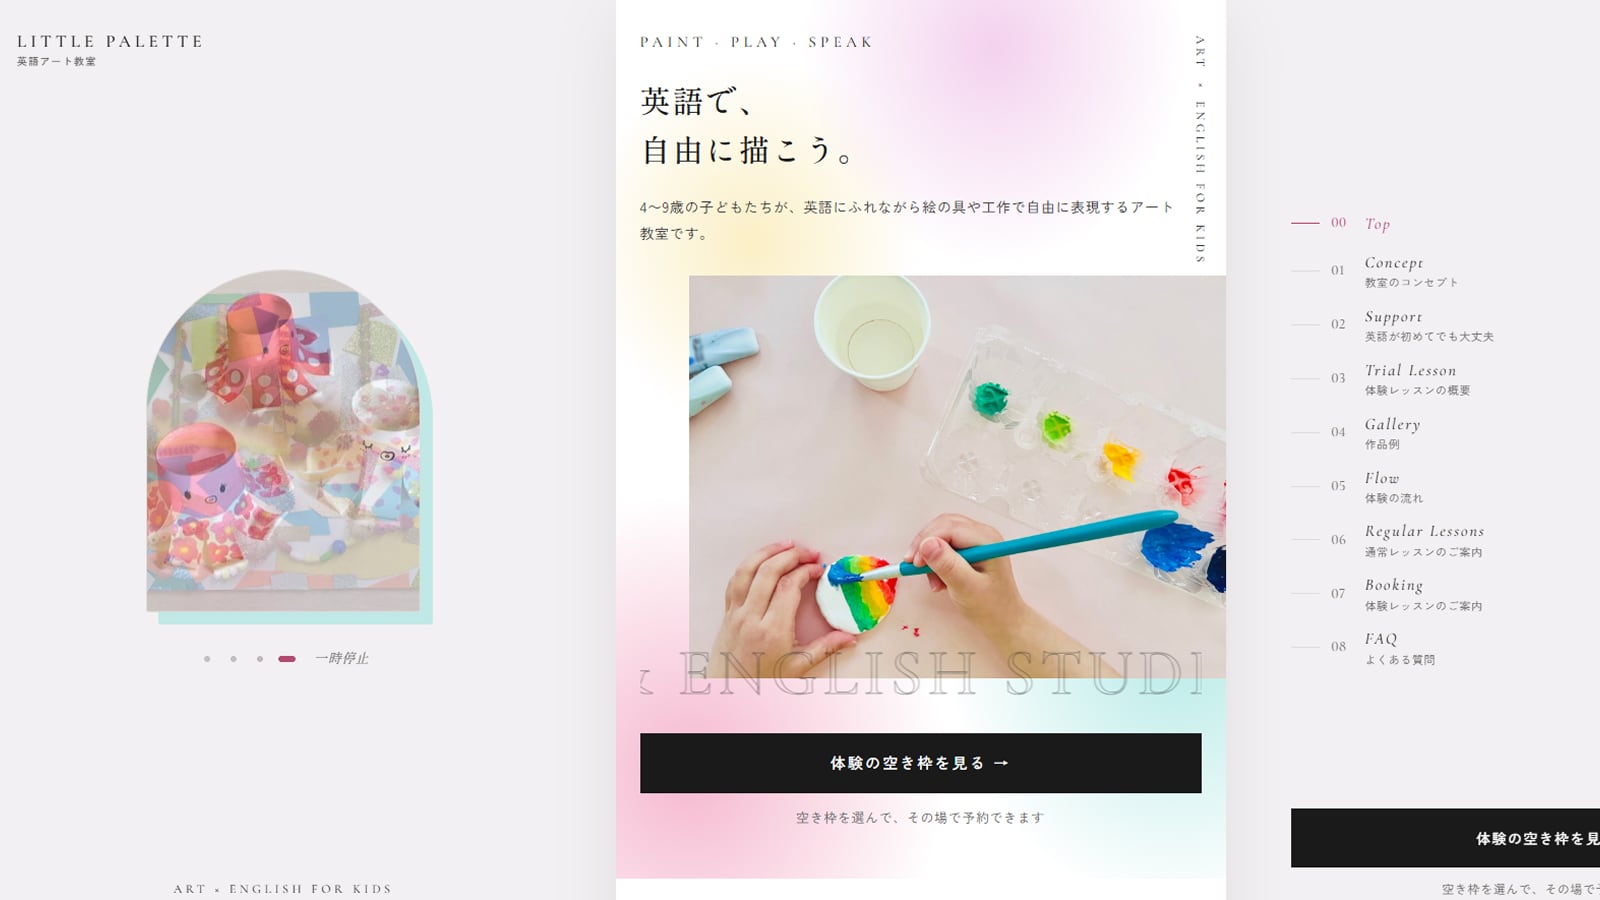 LITTLE PALETTE
英語アート教室
一時停止
ART × ENGLISH FOR KIDS
PAINT · PLAY · SPEAK
英語で、
自由に描こう。
4〜9歳の子どもたちが、英語にふれながら絵の具や工作で自由に表現するアート
教室です。
ART × ENGLISH FOR KIDS
ENGLISH STUDI
体験の空き枠を見る →
空き枠を選んで、その場で予約できます
00 Top
01 Concept
教室のコンセプト
02 Support
英語が初めてでも大丈夫
03 Trial Lesson
体験レッスンの概要
04 Gallery
作品例
05 Flow
体験の流れ
06 Regular Lessons
通常レッスンのご案内
07 Booking
体験レッスンのご案内
08 FAQ
よくある質問
体験の空き枠を見
空き枠を選んで、その場で